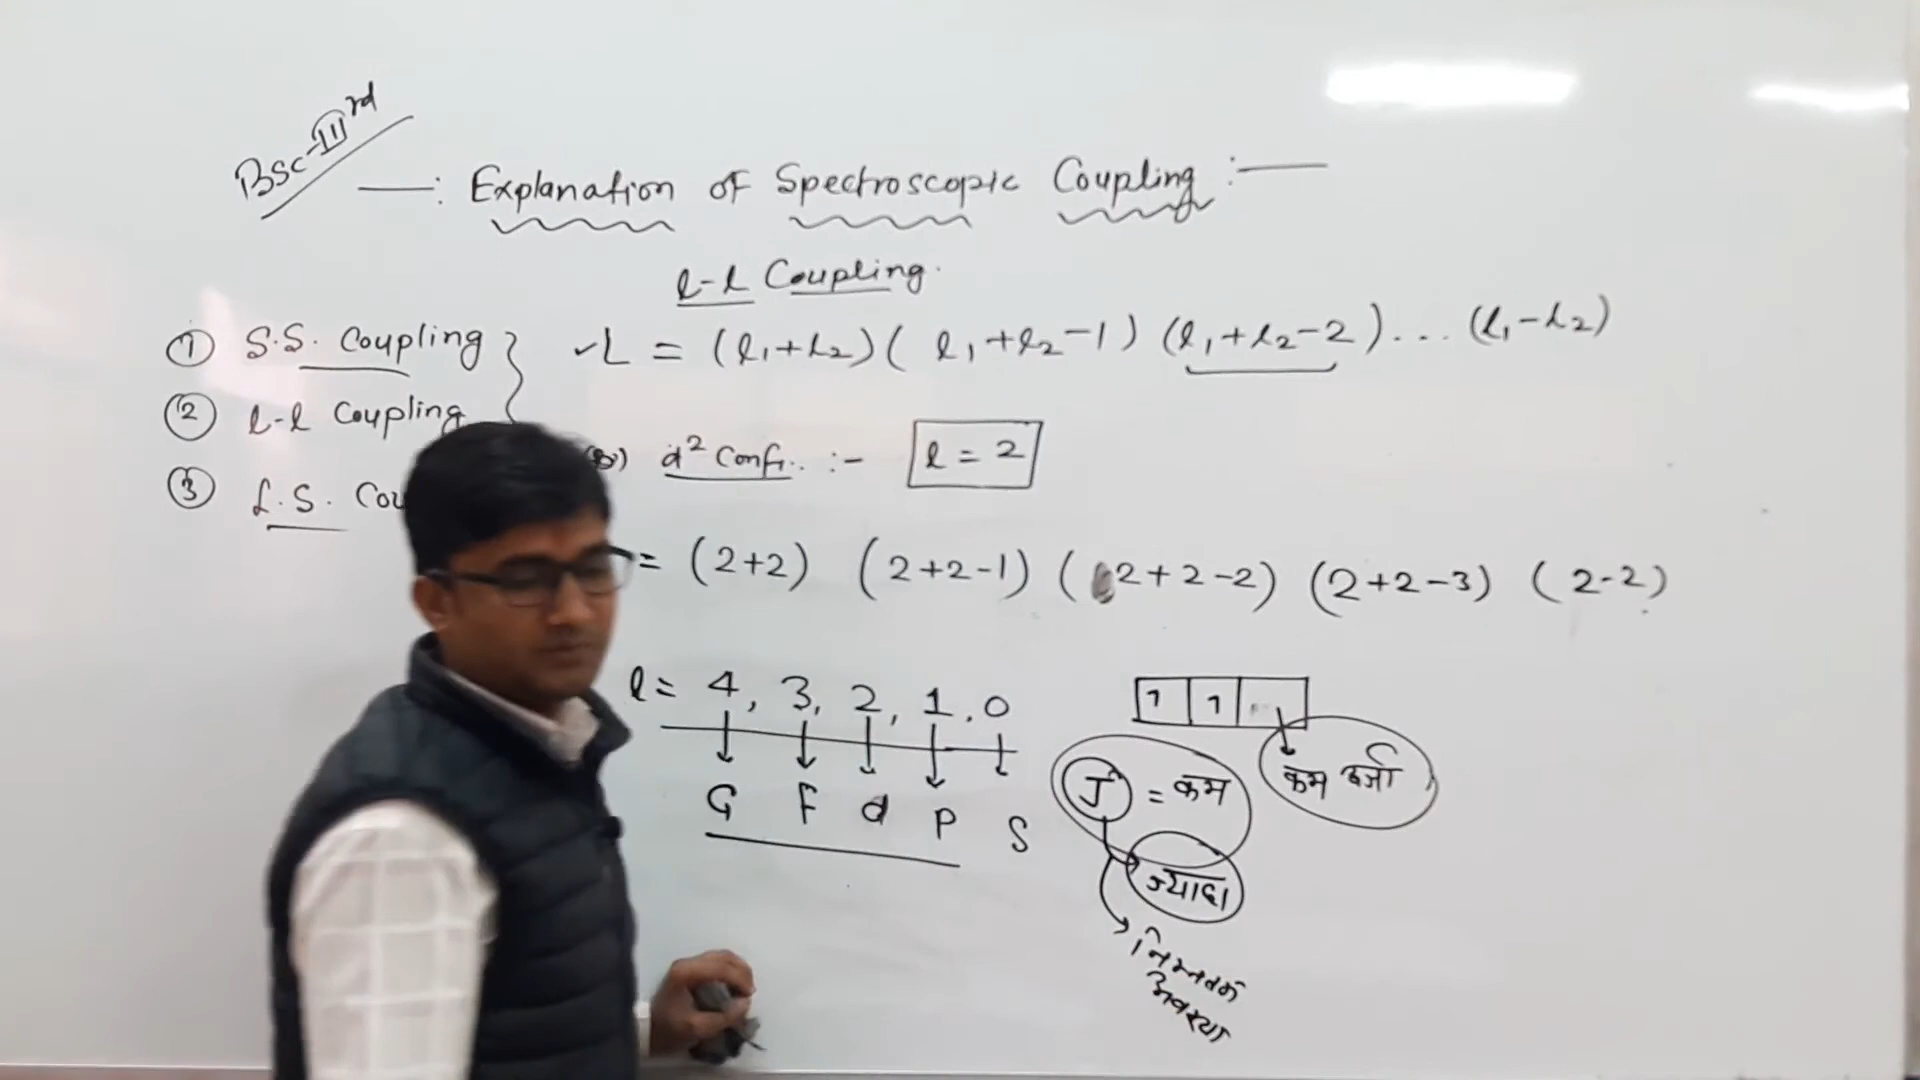 BSc-IIIrd
—: Explanation of Spectroscopic Coupling :—
l-l Coupling.
① S.S. Coupling
L = (l₁+l₂) (l₁+l₂-1) (l₁+l₂-2) ... (l₁-l₂)
② l-l Coupling
d² Confi.. :- l = 2
③ L.S. Cou
= (2+2) (2+2-1) (2+2-2) (2+2-3) (2-2)
l = 4, 3, 2, 1, 0
G F d P S
1 1
J = कम
कम ऊर्जा
ज्यादा
निम्नतम
अवस्था